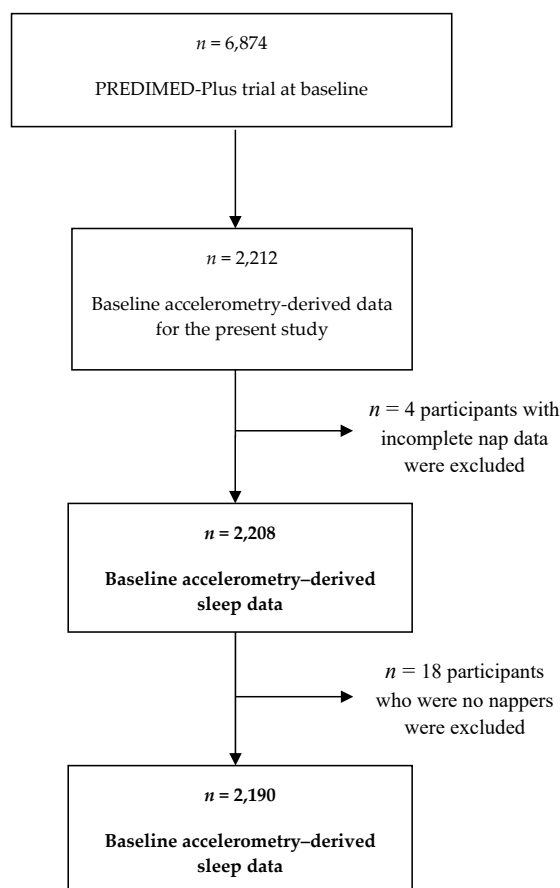 n = 6,874
PREDIMED-Plus trial at baseline
n = 2,212
Baseline accelerometry-derived data
for the present study
n = 4 participants with
incomplete nap data
were excluded
n = 2,208
Baseline accelerometry–derived
sleep data
n = 18 participants
who were no nappers
were excluded
n = 2,190
Baseline accelerometry–derived
sleep data